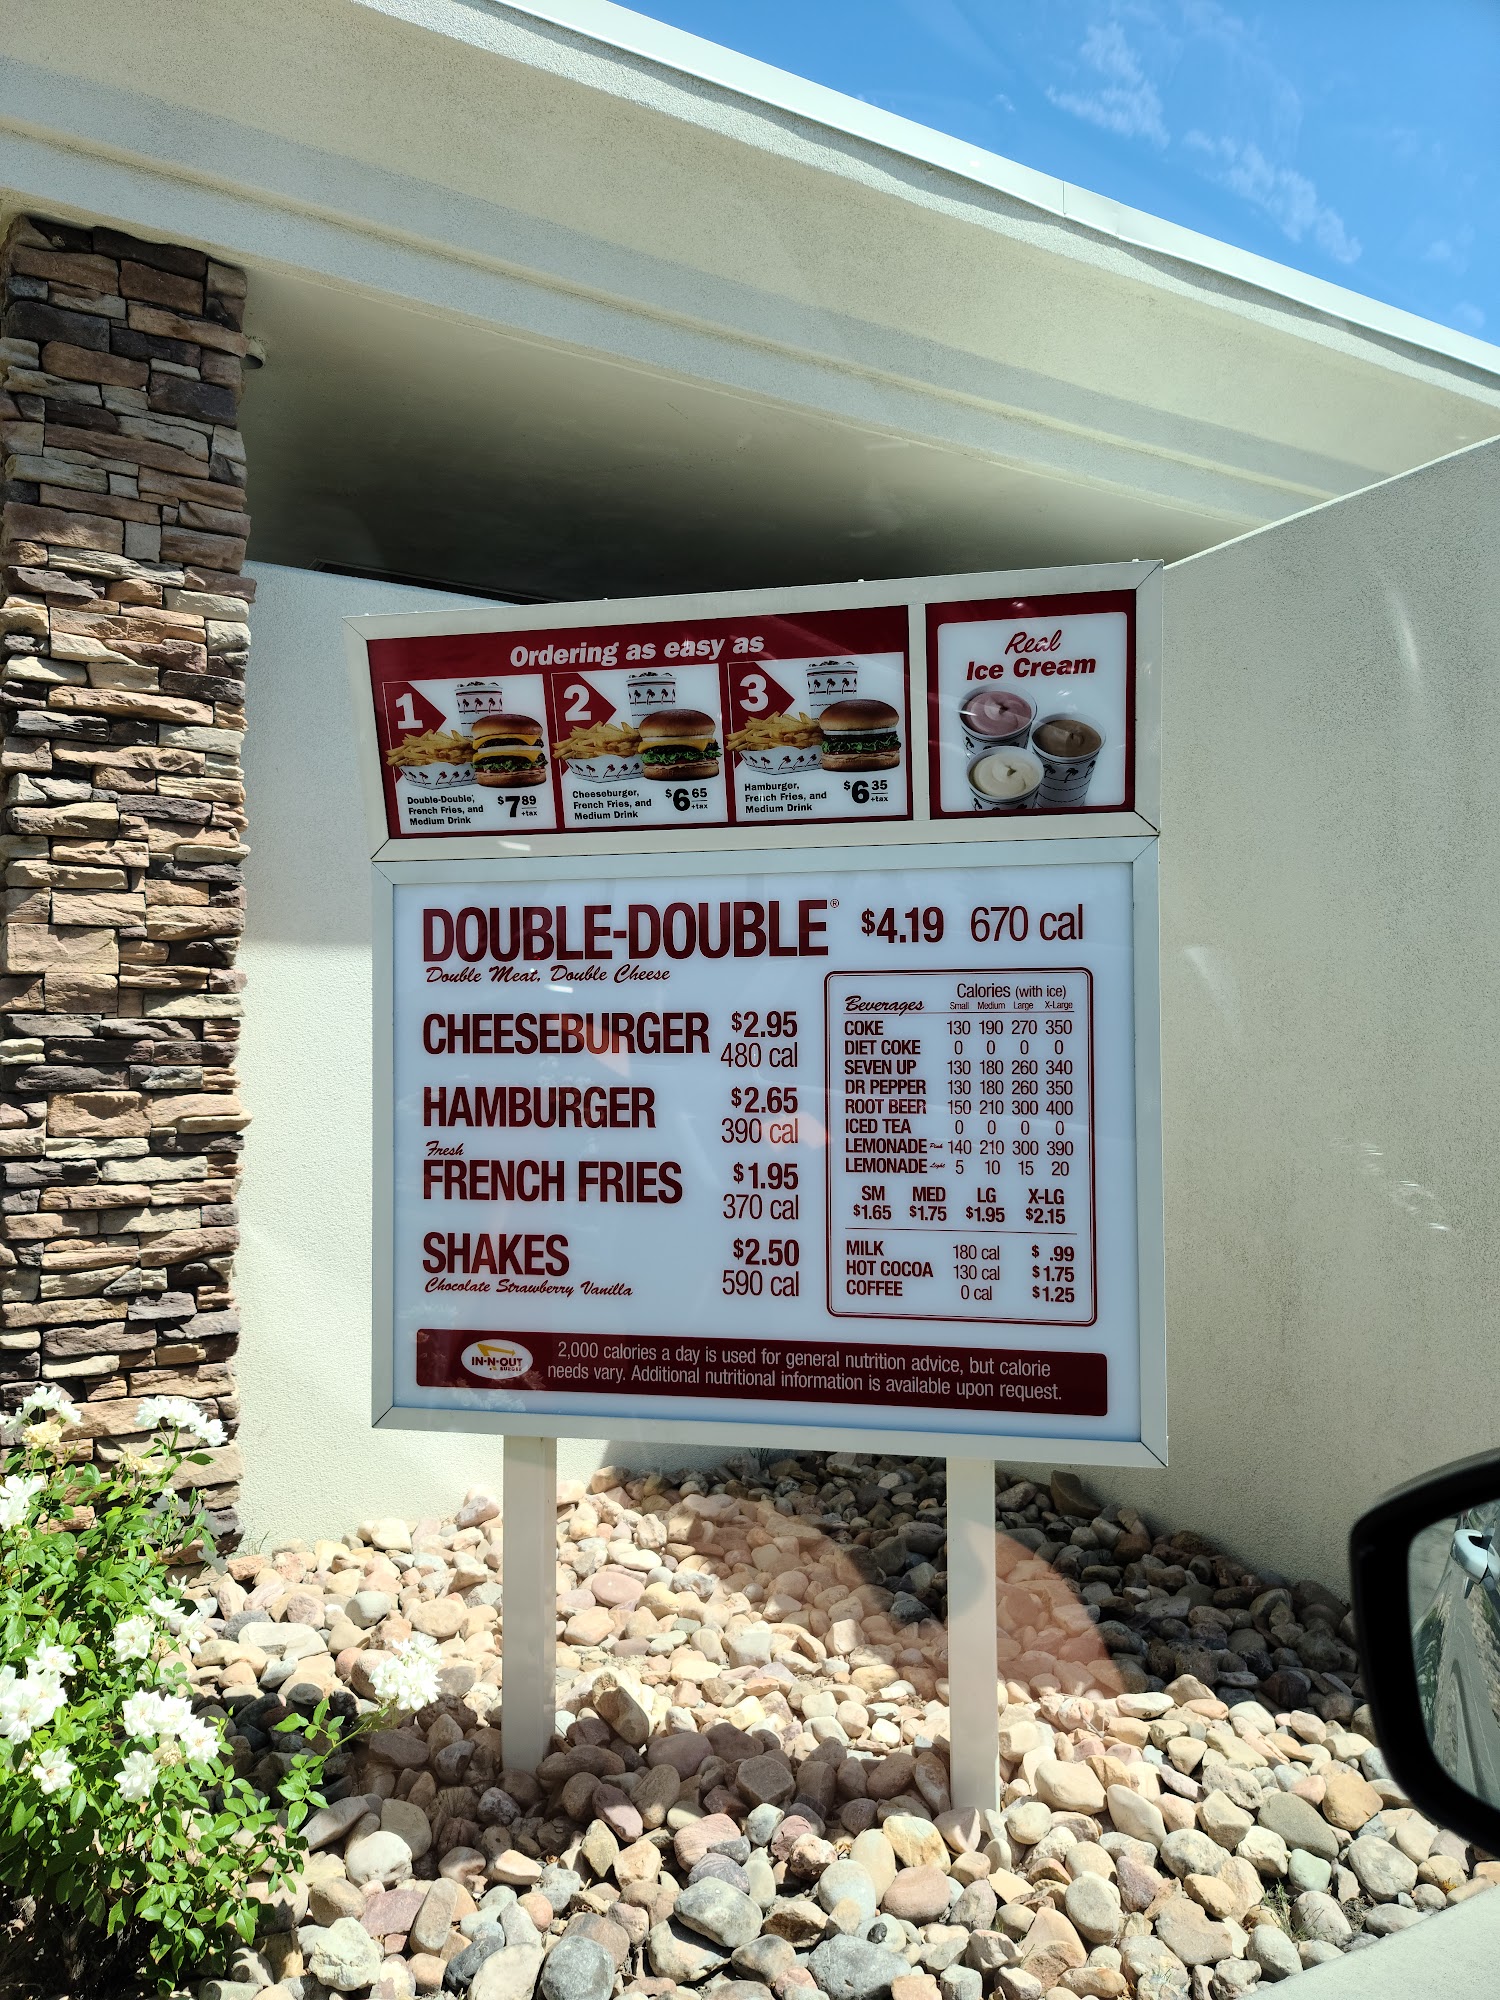 Ordering as easy as
1
Double-Double,
French Fries, and
Medium Drink
$7 89
+tax
2
Cheeseburger,
French Fries, and
Medium Drink
$6 65
+tax
3
Hamburger,
French Fries, and
Medium Drink
$6 35
+tax
Real
Ice Cream
DOUBLE-DOUBLE® $4.19 670 cal
Double Meat, Double Cheese
CHEESEBURGER $2.95
480 cal
HAMBURGER $2.65
390 cal
Fresh
FRENCH FRIES $1.95
370 cal
SHAKES $2.50
Chocolate Strawberry Vanilla 590 cal
Calories (with ice)
Beverages Small Medium Large X-Large
COKE 130 190 270 350
DIET COKE 0 0 0 0
SEVEN UP 130 180 260 340
DR PEPPER 130 180 260 350
ROOT BEER 150 210 300 400
ICED TEA 0 0 0 0
LEMONADE Pink 140 210 300 390
LEMONADE Light 5 10 15 20
SM MED LG X-LG
$1.65 $1.75 $1.95 $2.15
MILK 180 cal $ .99
HOT COCOA 130 cal $1.75
COFFEE 0 cal $1.25
IN-N-OUT
BURGER
2,000 calories a day is used for general nutrition advice, but calorie
needs vary. Additional nutritional information is available upon request.